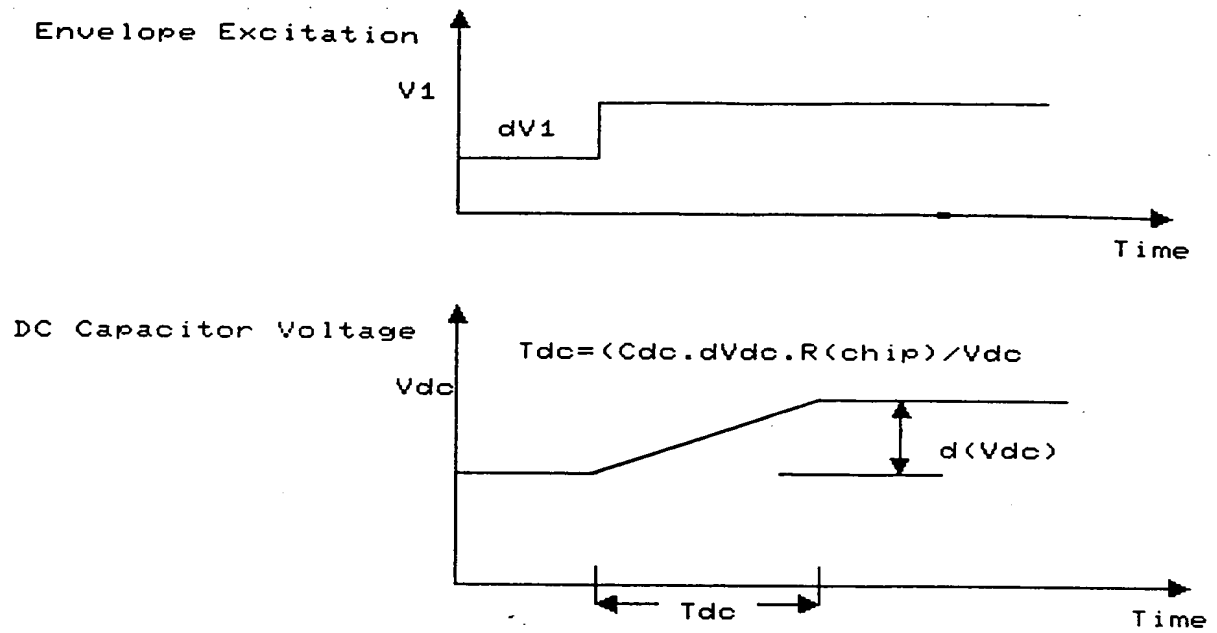 Envelope Excitation
V1
dV1
Time
DC Capacitor Voltage
Tdc=(Cdc.dVdc.R(chip)/Vdc
Vdc
d(Vdc)
Tdc
Time